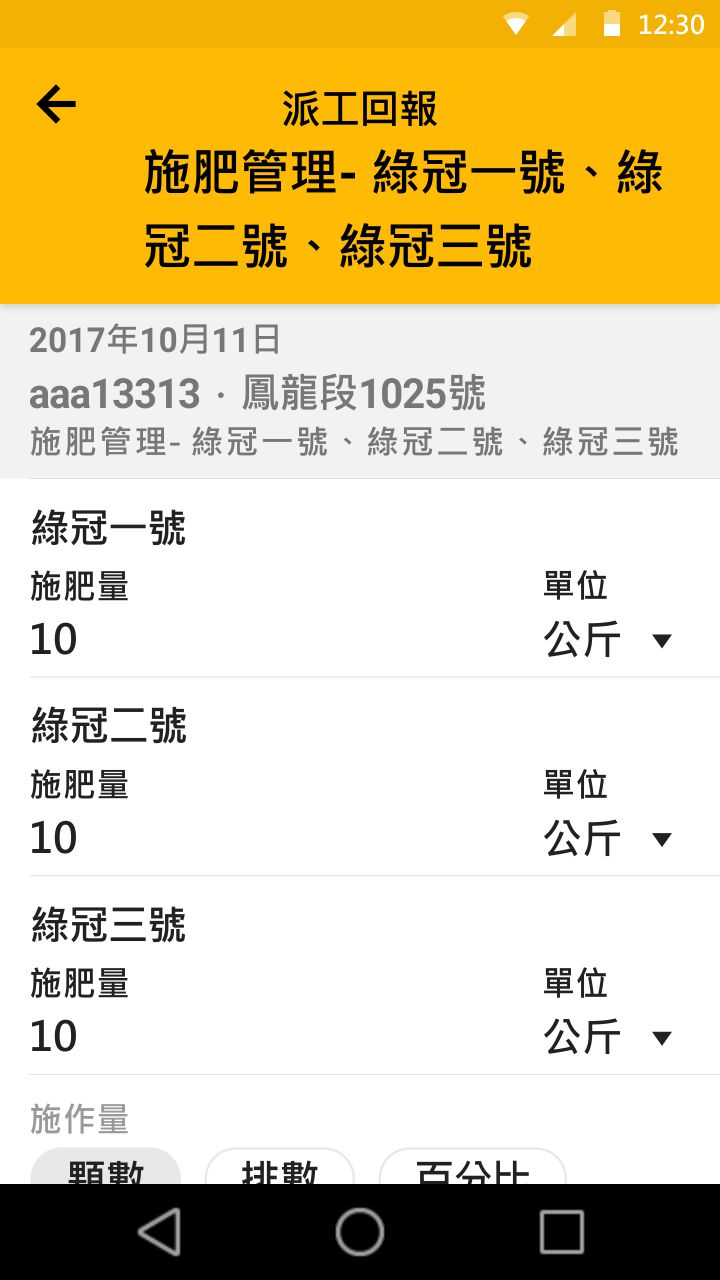 12:30
派工回報
施肥管理- 綠冠一號、綠
冠二號、綠冠三號
2017年10月11日
aaa13313 · 鳳龍段1025號
施肥管理- 綠冠一號、綠冠二號、綠冠三號
綠冠一號
施肥量 單位
10 公斤
綠冠二號
施肥量 單位
10 公斤
綠冠三號
施肥量 單位
10 公斤
施作量
顆數 排數 百分比